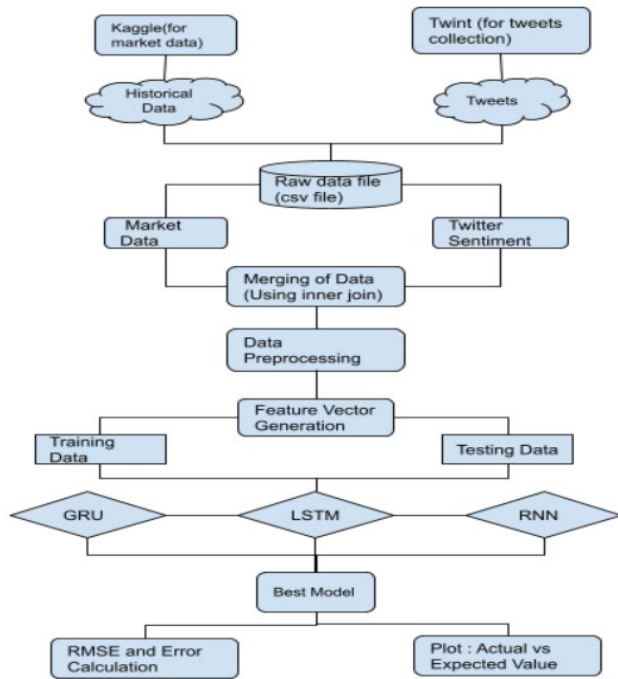 Kaggle(for
market data)
Twint (for tweets
collection)
Historical
Data
Tweets
Raw data file
(csv file)
Market
Data
Twitter
Sentiment
Merging of Data
(Using inner join)
Data
Preprocessing
Feature Vector
Generation
Training
Data
Testing Data
GRU
LSTM
RNN
Best Model
RMSE and Error
Calculation
Plot : Actual vs
Expected Value